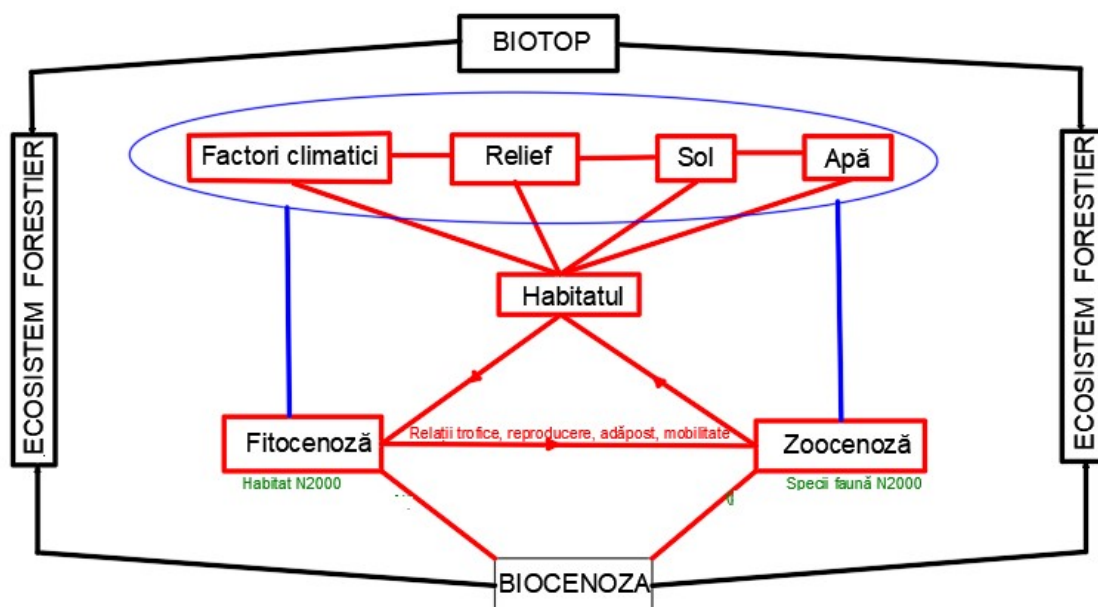 BIOTOP
ECOSISTEM FORESTIER
Factori climatici
Relief
Sol
Apă
ECOSISTEM FORESTIER
Habitatul
Fitocenoză
Relații trofice, reproducere, adăpost, mobilitate
Zoocenoză
Habitat N2000
Specii faună N2000
BIOCENOZA